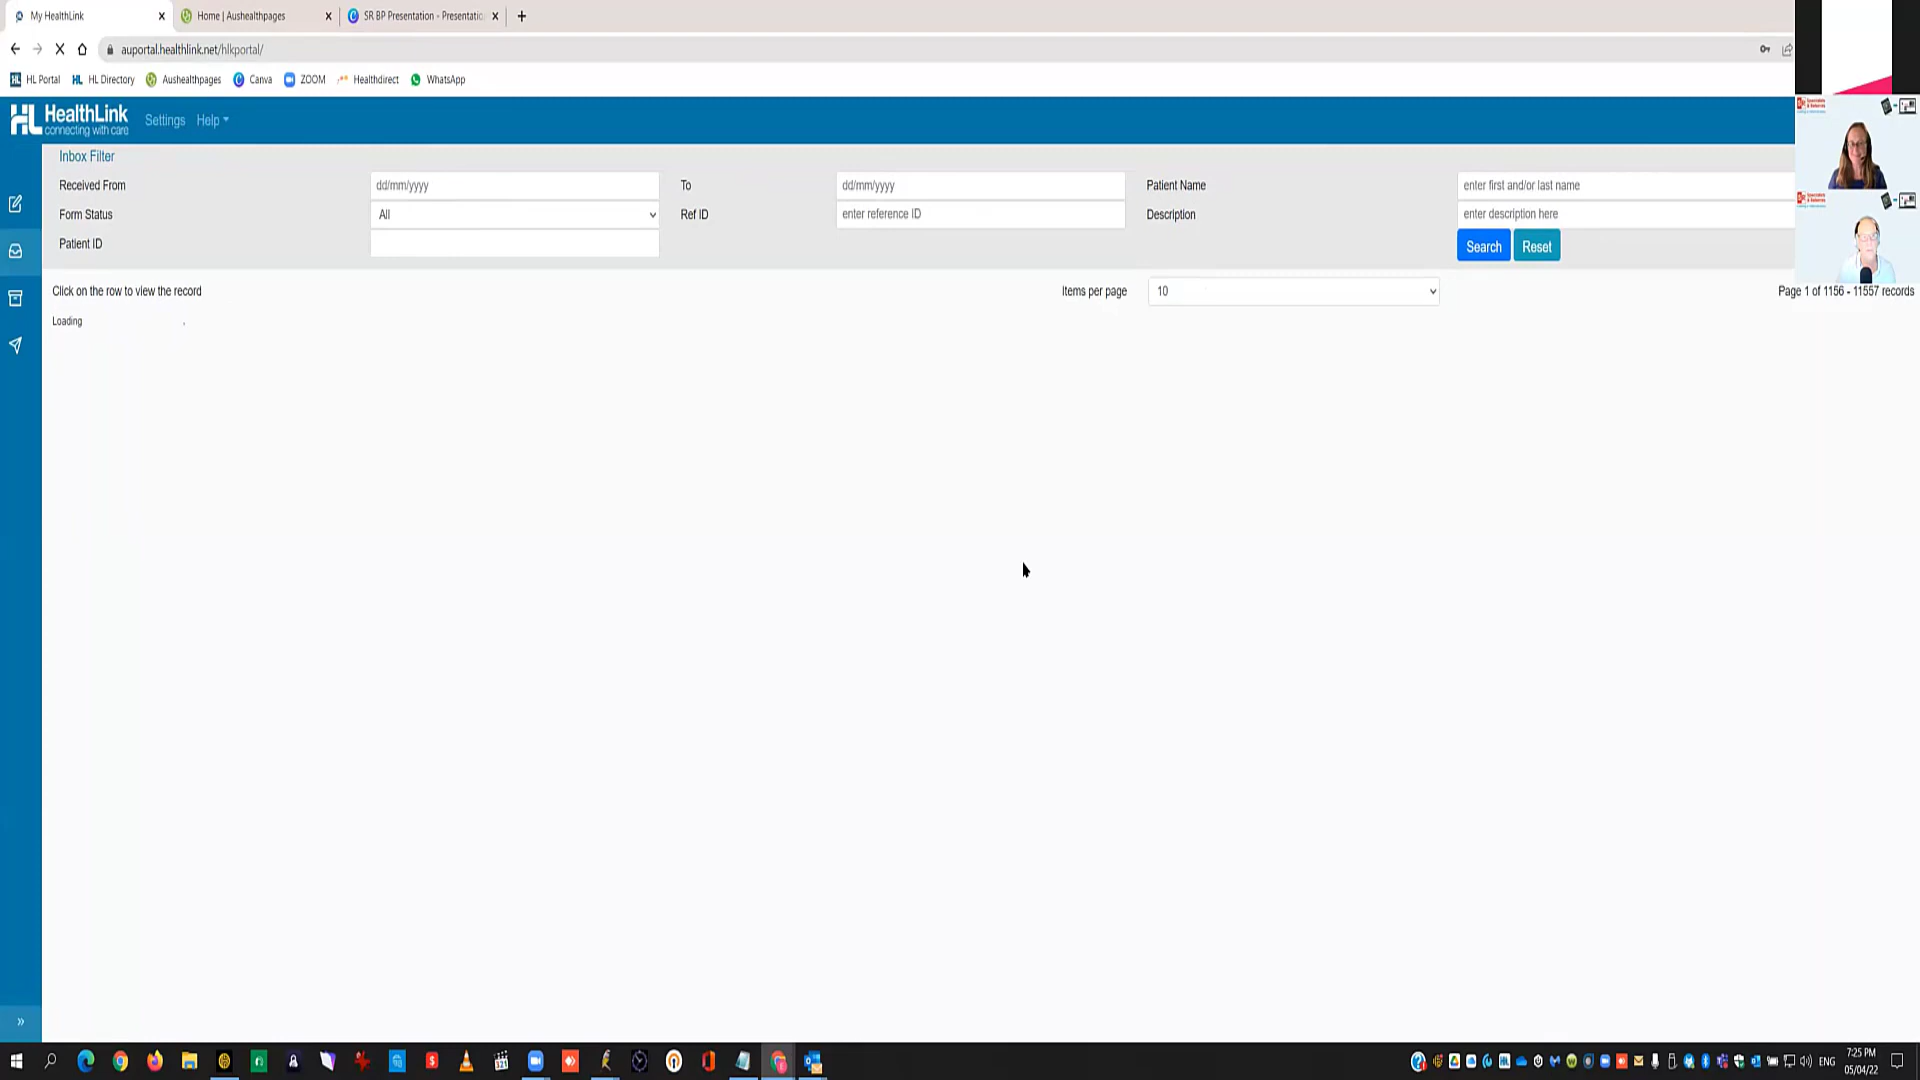 My HealthLink
Home | Aushealthpages
SR BP Presentation - Presentatio
auportal.healthlink.net/hlkportal/
HL Portal HL Directory Aushealthpages Canva ZOOM Healthdirect WhatsApp
HealthLink
connecting with care
Settings Help
Inbox Filter
Received From dd/mm/yyyy To dd/mm/yyyy Patient Name enter first and/or last name
Form Status All Ref ID enter reference ID Description enter description here
Patient ID Search Reset
Click on the row to view the record Items per page 10 Page 1 of 1156 - 11557 records
Loading
ENG
7:25 PM
05/04/22